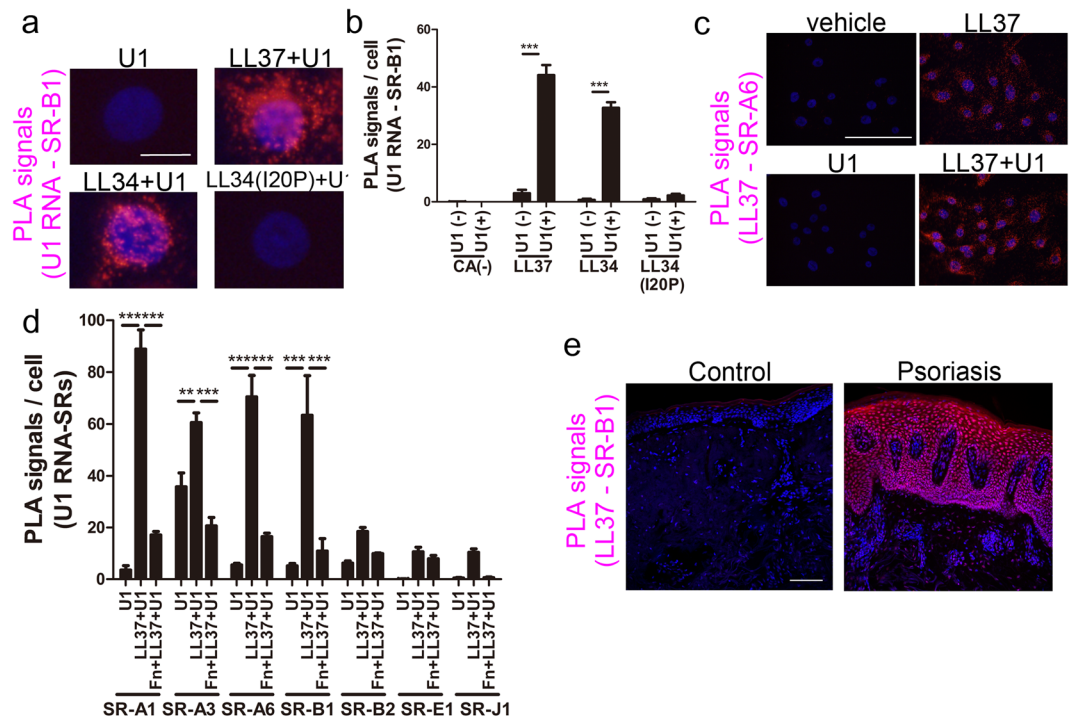 a
U1
LL37+U1
LL34+U1
LL34(I20P)+U1
PLA signals
(U1 RNA - SR-B1)
b
PLA signals / cell
(U1 RNA - SR-B1)
60
40
20
0
***
***
U1 (-)
U1(+)
U1 (-)
U1(+)
U1 (-)
U1(+)
U1 (-)
U1(+)
CA(-)
LL37
LL34
LL34
(I20P)
c
PLA signals
(LL37 - SR-A6)
vehicle
LL37
U1
LL37+U1
d
PLA signals / cell
(U1 RNA-SRs)
100
80
60
40
20
0
*** ***
** ***
*** ***
*** ***
U1
LL37+U1
Fn+LL37+U1
U1
LL37+U1
Fn+LL37+U1
U1
LL37+U1
Fn+LL37+U1
U1
LL37+U1
Fn+LL37+U1
U1
LL37+U1
Fn+LL37+U1
U1
LL37+U1
Fn+LL37+U1
U1
LL37+U1
Fn+LL37+U1
SR-A1 SR-A3 SR-A6 SR-B1 SR-B2 SR-E1 SR-J1
e
PLA signals
(LL37 - SR-B1)
Control
Psoriasis